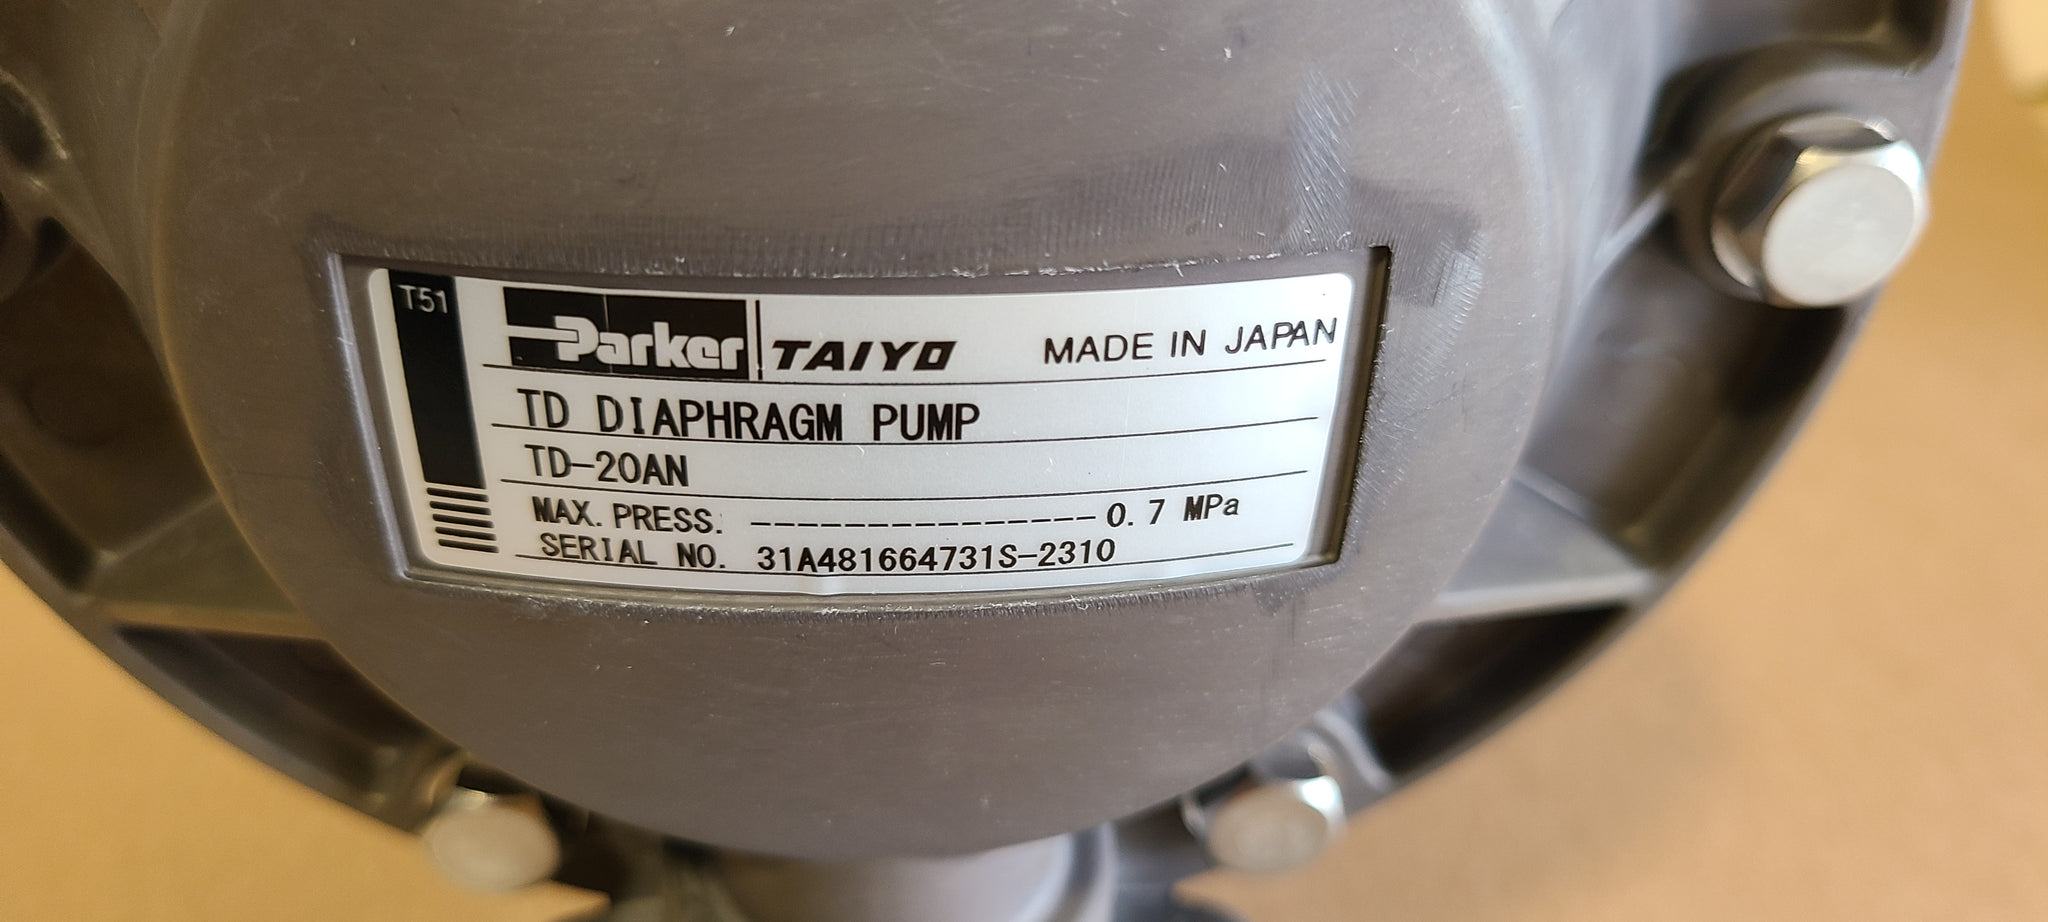 T51
Parker TAIYO MADE IN JAPAN
TD DIAPHRAGM PUMP
TD-20AN
MAX. PRESS. --------------- 0.7 MPa
SERIAL NO. 31A481664731S-2310